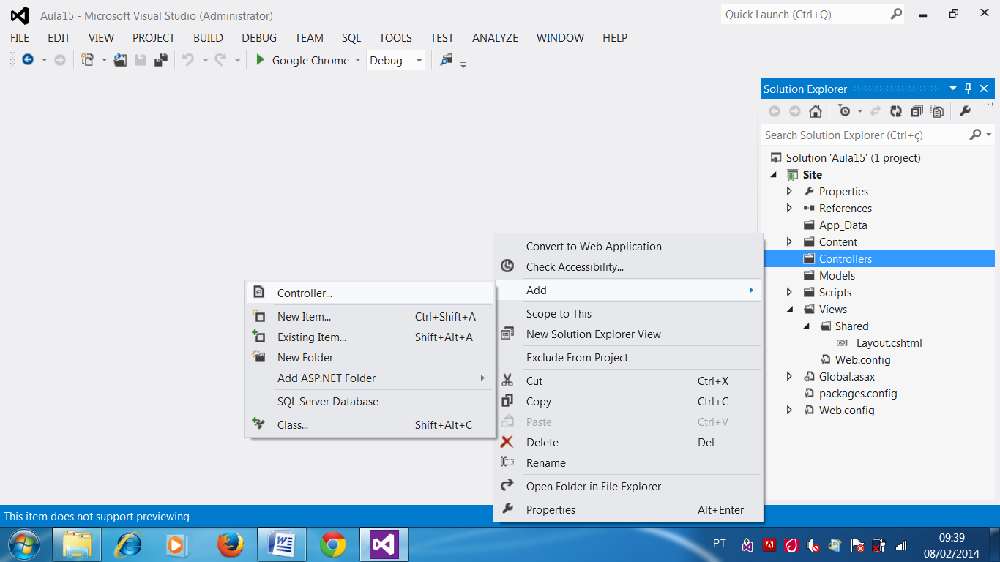 Aula15 - Microsoft Visual Studio (Administrator)
Quick Launch (Ctrl+Q)
FILE EDIT VIEW PROJECT BUILD DEBUG TEAM SQL TOOLS TEST ANALYZE WINDOW HELP
Google Chrome Debug
Solution Explorer
Search Solution Explorer (Ctrl+ç)
Solution 'Aula15' (1 project)
Site
Properties
References
App_Data
Content
Controllers
Models
Scripts
Views
Shared
_Layout.cshtml
Web.config
Global.asax
packages.config
Web.config
Convert to Web Application
Check Accessibility...
Add
Scope to This
New Solution Explorer View
Exclude From Project
Cut Ctrl+X
Copy Ctrl+C
Paste Ctrl+V
Delete Del
Rename
Open Folder in File Explorer
Properties Alt+Enter
Controller...
New Item... Ctrl+Shift+A
Existing Item... Shift+Alt+A
New Folder
Add ASP.NET Folder
SQL Server Database
Class... Shift+Alt+C
This item does not support previewing
PT
09:39
08/02/2014